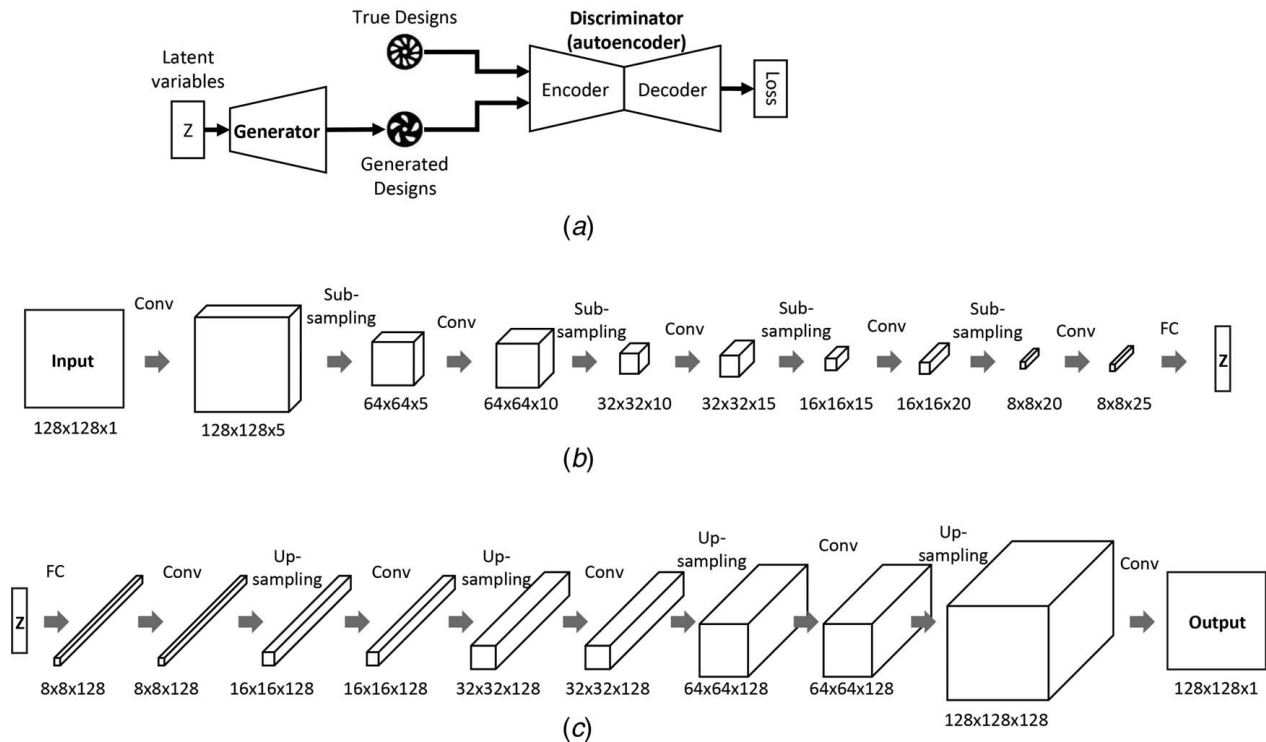 True Designs
Discriminator
(autoencoder)
Latent
variables
Z
Generator
Generated
Designs
Encoder
Decoder
Loss
(a)
Input
128x128x1
Conv
128x128x5
Sub-
sampling
64x64x5
Conv
64x64x10
Sub-
sampling
32x32x10
Conv
32x32x15
Sub-
sampling
16x16x15
Conv
16x16x20
Sub-
sampling
8x8x20
Conv
8x8x25
FC
Z
(b)
Z
FC
8x8x128
Conv
8x8x128
Up-
sampling
16x16x128
Conv
16x16x128
Up-
sampling
32x32x128
Conv
32x32x128
Up-
sampling
64x64x128
Conv
64x64x128
Up-
sampling
128x128x128
Conv
Output
128x128x1
(c)